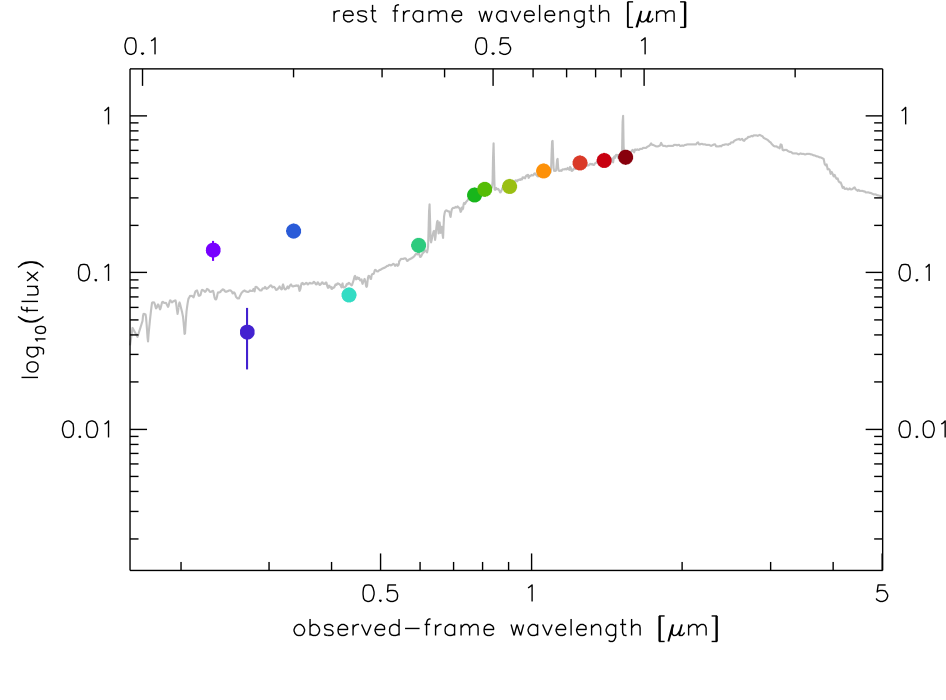 rest frame wavelength [μm]
0.1 0.5 1
1 1
0.1 0.1
0.01 0.01
log10(flux)
0.5 1 5
observed-frame wavelength [μm]